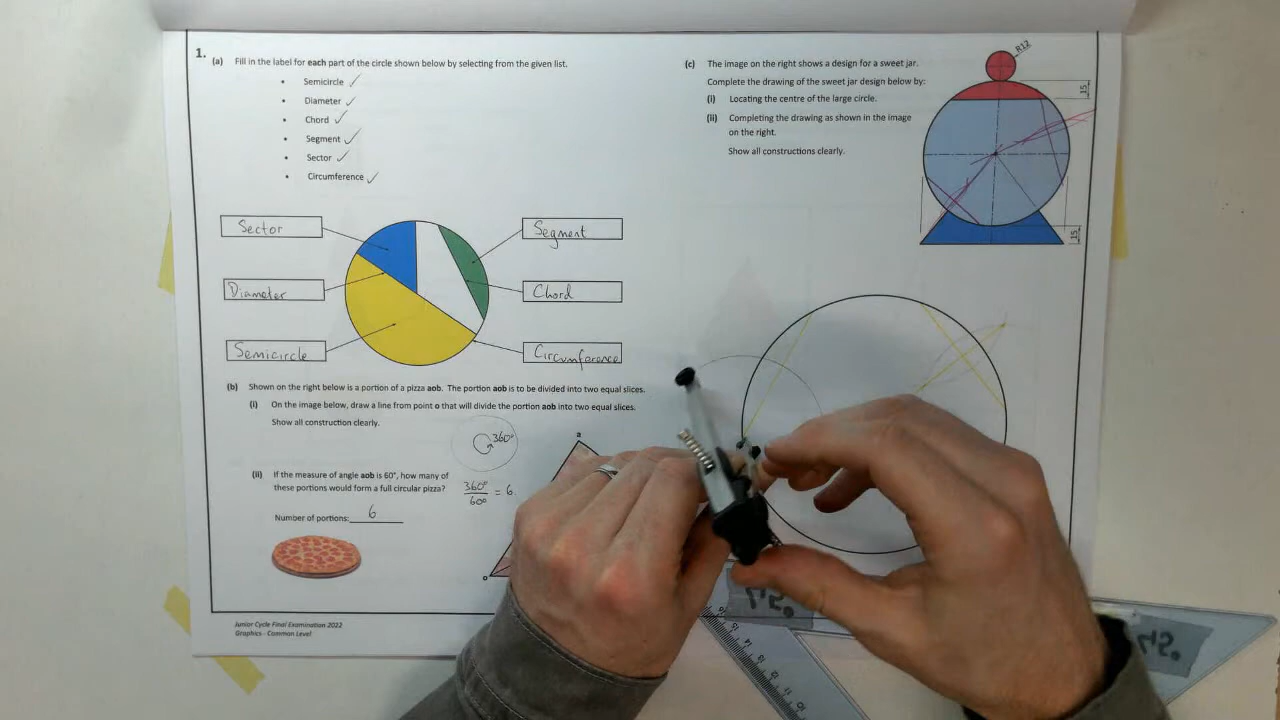 1.
(a) Fill in the label for each part of the circle shown below by selecting from the given list.
• Semicircle ✓
• Diameter ✓
• Chord ✓
• Segment ✓
• Sector ✓
• Circumference ✓
Sector
Diameter
Semicircle
Segment
Chord
Circumference
(b) Shown on the right below is a portion of a pizza aob. The portion aob is to be divided into two equal slices.
(i) On the image below, draw a line from point o that will divide the portion aob into two equal slices.
Show all construction clearly.
360°
a
(ii) If the measure of angle aob is 60°, how many of
these portions would form a full circular pizza?
360°
60°
= 6
Number of portions: 6
o
Junior Cycle Final Examination 2022
Graphics - Common Level
(c) The image on the right shows a design for a sweet jar.
Complete the drawing of the sweet jar design below by:
(i) Locating the centre of the large circle.
(ii) Completing the drawing as shown in the image
on the right.
Show all constructions clearly.
R12
15
15